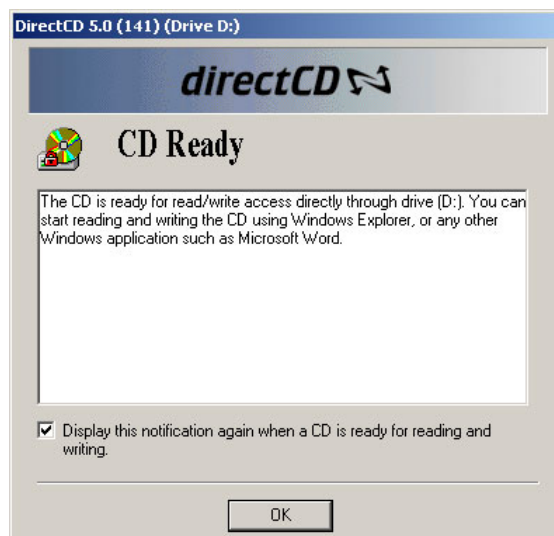 DirectCD 5.0 (141) (Drive D:)
directCD
CD Ready
The CD is ready for read/write access directly through drive (D:). You can
start reading and writing the CD using Windows Explorer, or any other
Windows application such as Microsoft Word.
Display this notification again when a CD is ready for reading and
writing.
OK